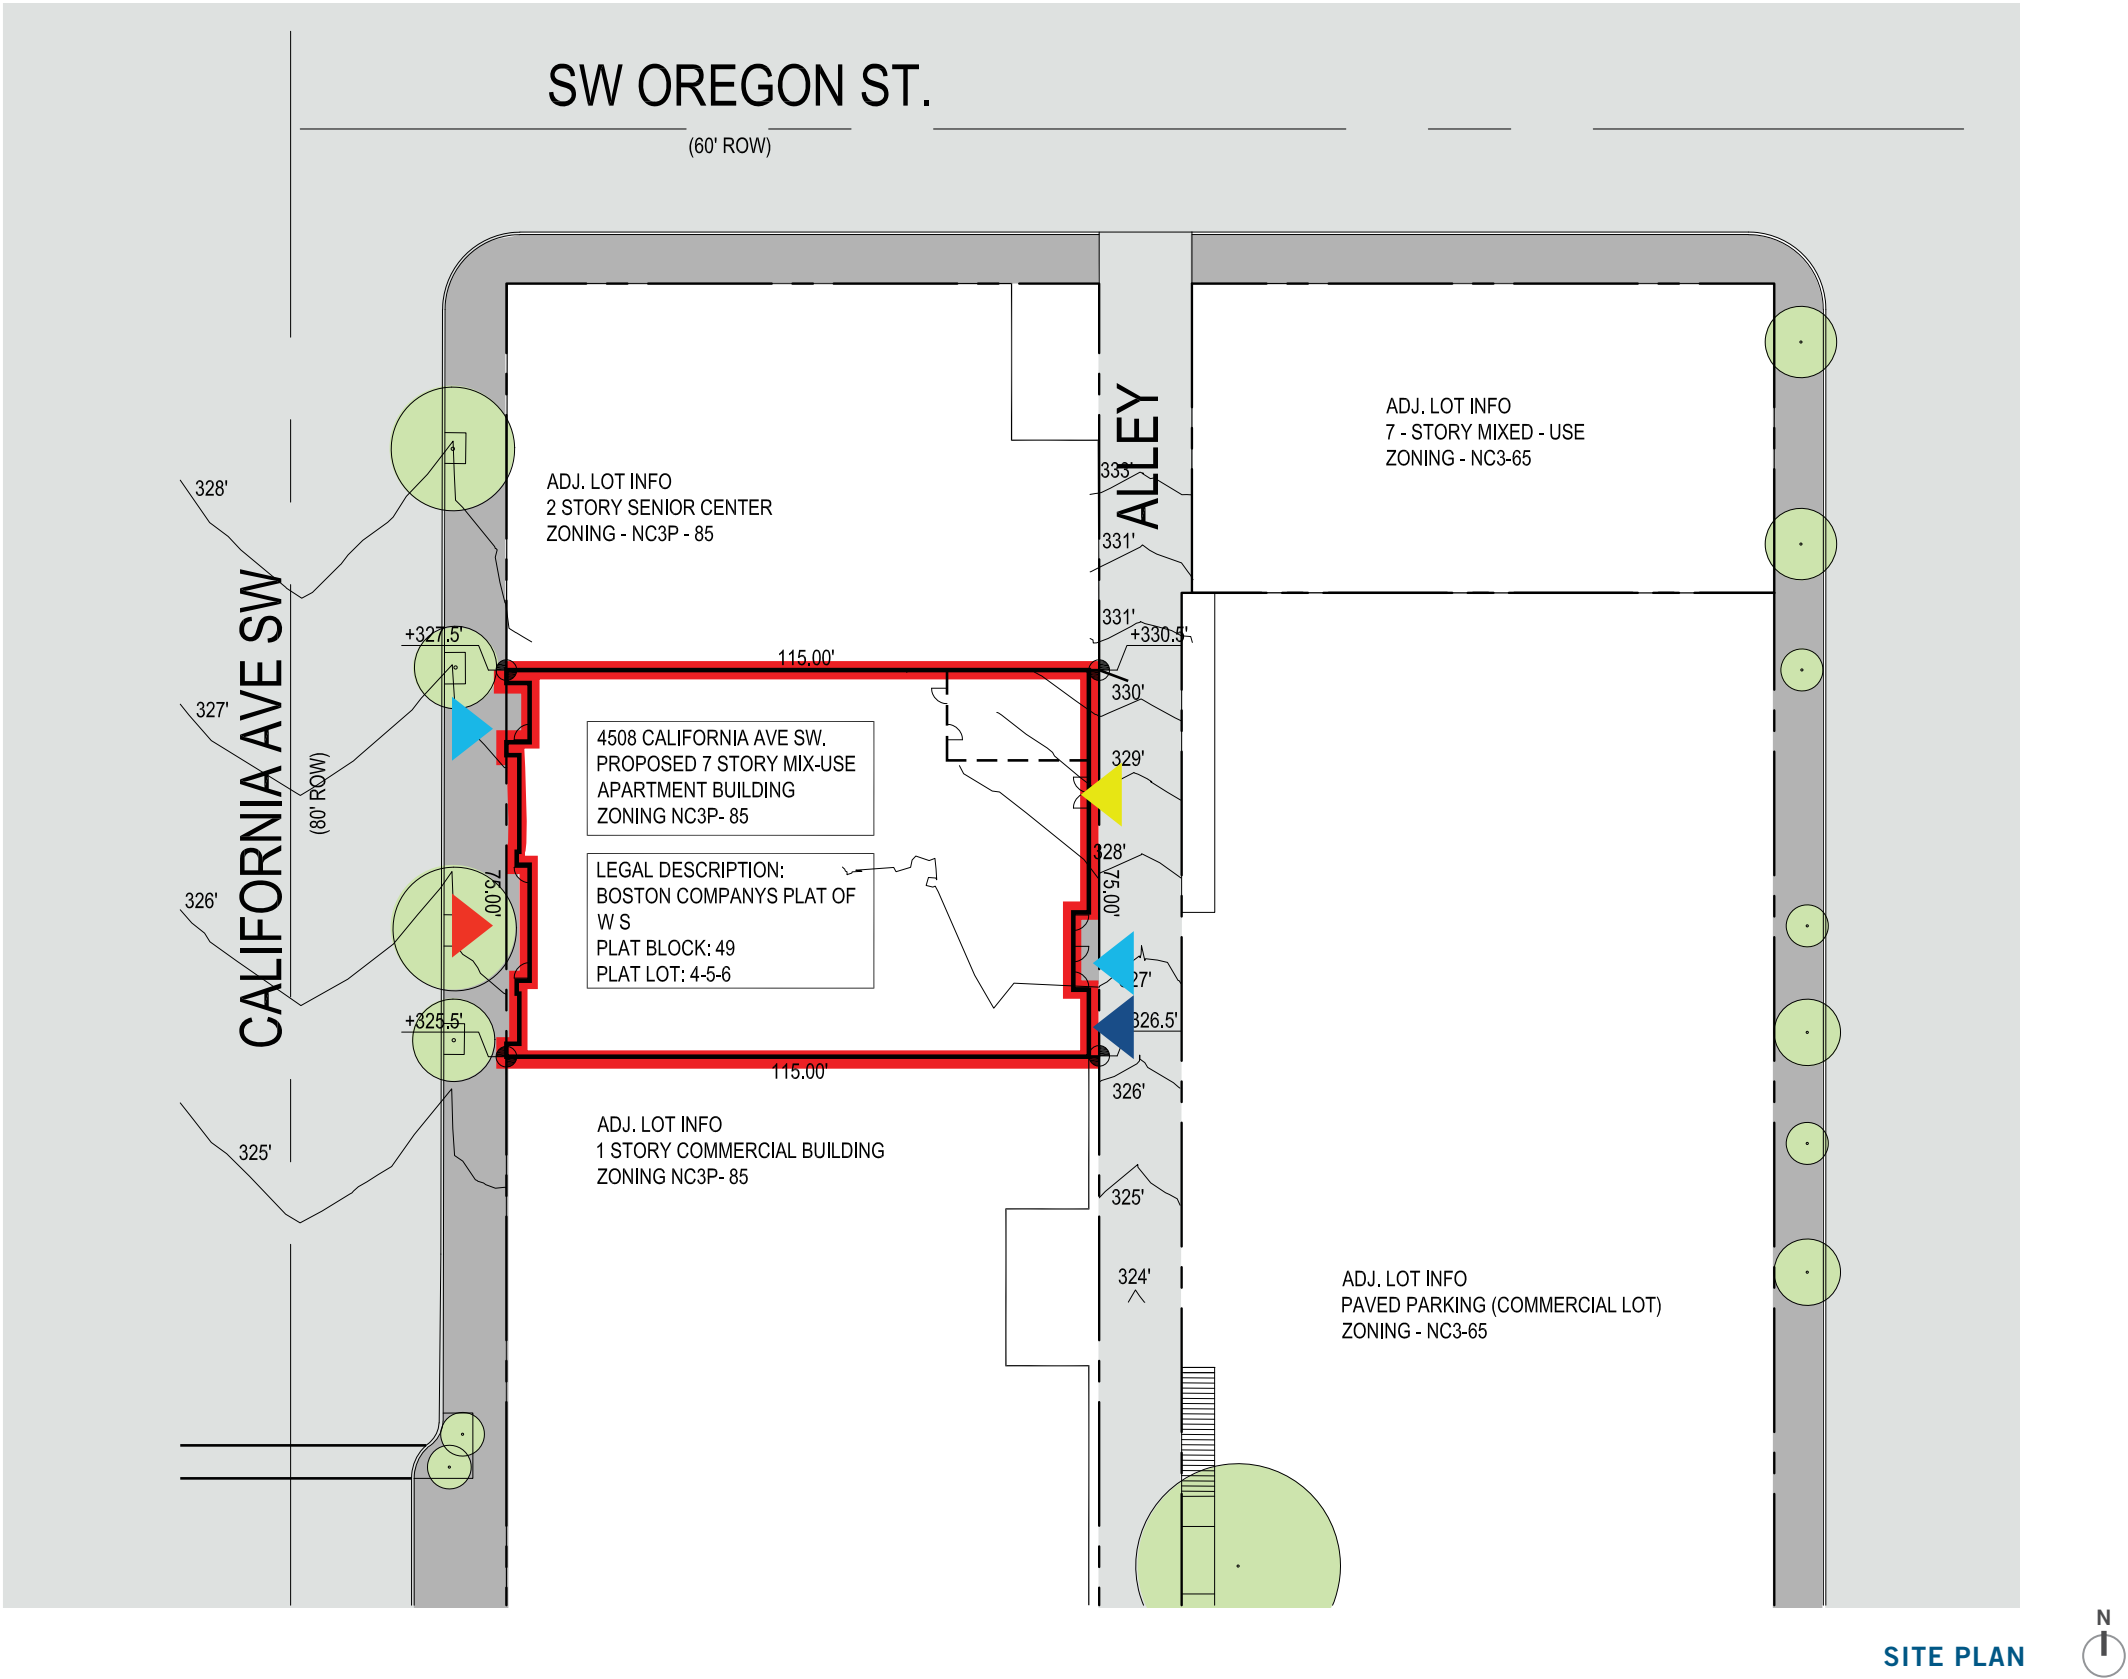 SW OREGON ST.
(60' ROW)
ALLEY
ADJ. LOT INFO
7 - STORY MIXED - USE
ZONING - NC3-65
ADJ. LOT INFO
2 STORY SENIOR CENTER
ZONING - NC3P - 85
328'
333'
331'
CALIFORNIA AVE SW
(80' ROW)
+327.5'
331'
+330.5'
115.00'
330'
327'
4508 CALIFORNIA AVE SW.
PROPOSED 7 STORY MIX-USE
APARTMENT BUILDING
ZONING NC3P- 85
329'
328'
LEGAL DESCRIPTION:
BOSTON COMPANYS PLAT OF
W S
PLAT BLOCK: 49
PLAT LOT: 4-5-6
75.00'
75.00'
326'
27'
+325.5'
326.5'
115.00'
326'
ADJ. LOT INFO
1 STORY COMMERCIAL BUILDING
ZONING NC3P- 85
325'
325'
324'
ADJ. LOT INFO
PAVED PARKING (COMMERCIAL LOT)
ZONING - NC3-65
N
SITE PLAN